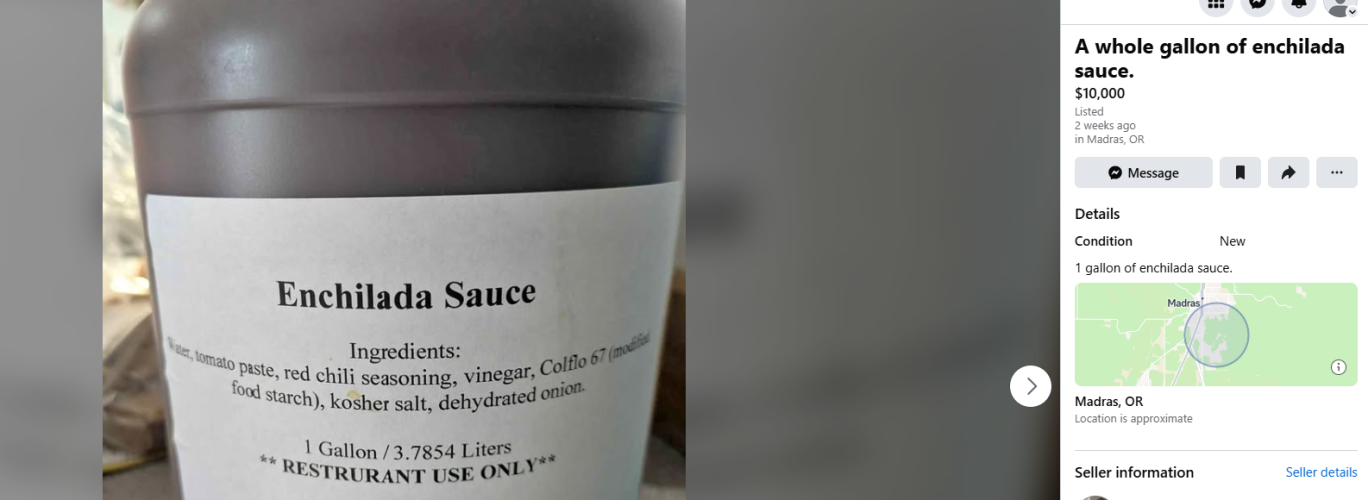 Enchilada Sauce
Ingredients:
Water, tomato paste, red chili seasoning, vinegar, Colflo 67 (modified
food starch), kosher salt, dehydrated onion.
1 Gallon / 3.7854 Liters
** RESTRURANT USE ONLY**
A whole gallon of enchilada
sauce.
$10,000
Listed
2 weeks ago
in Madras, OR
Message
Details
Condition New
1 gallon of enchilada sauce.
Madras
Madras, OR
Location is approximate
Seller information Seller details